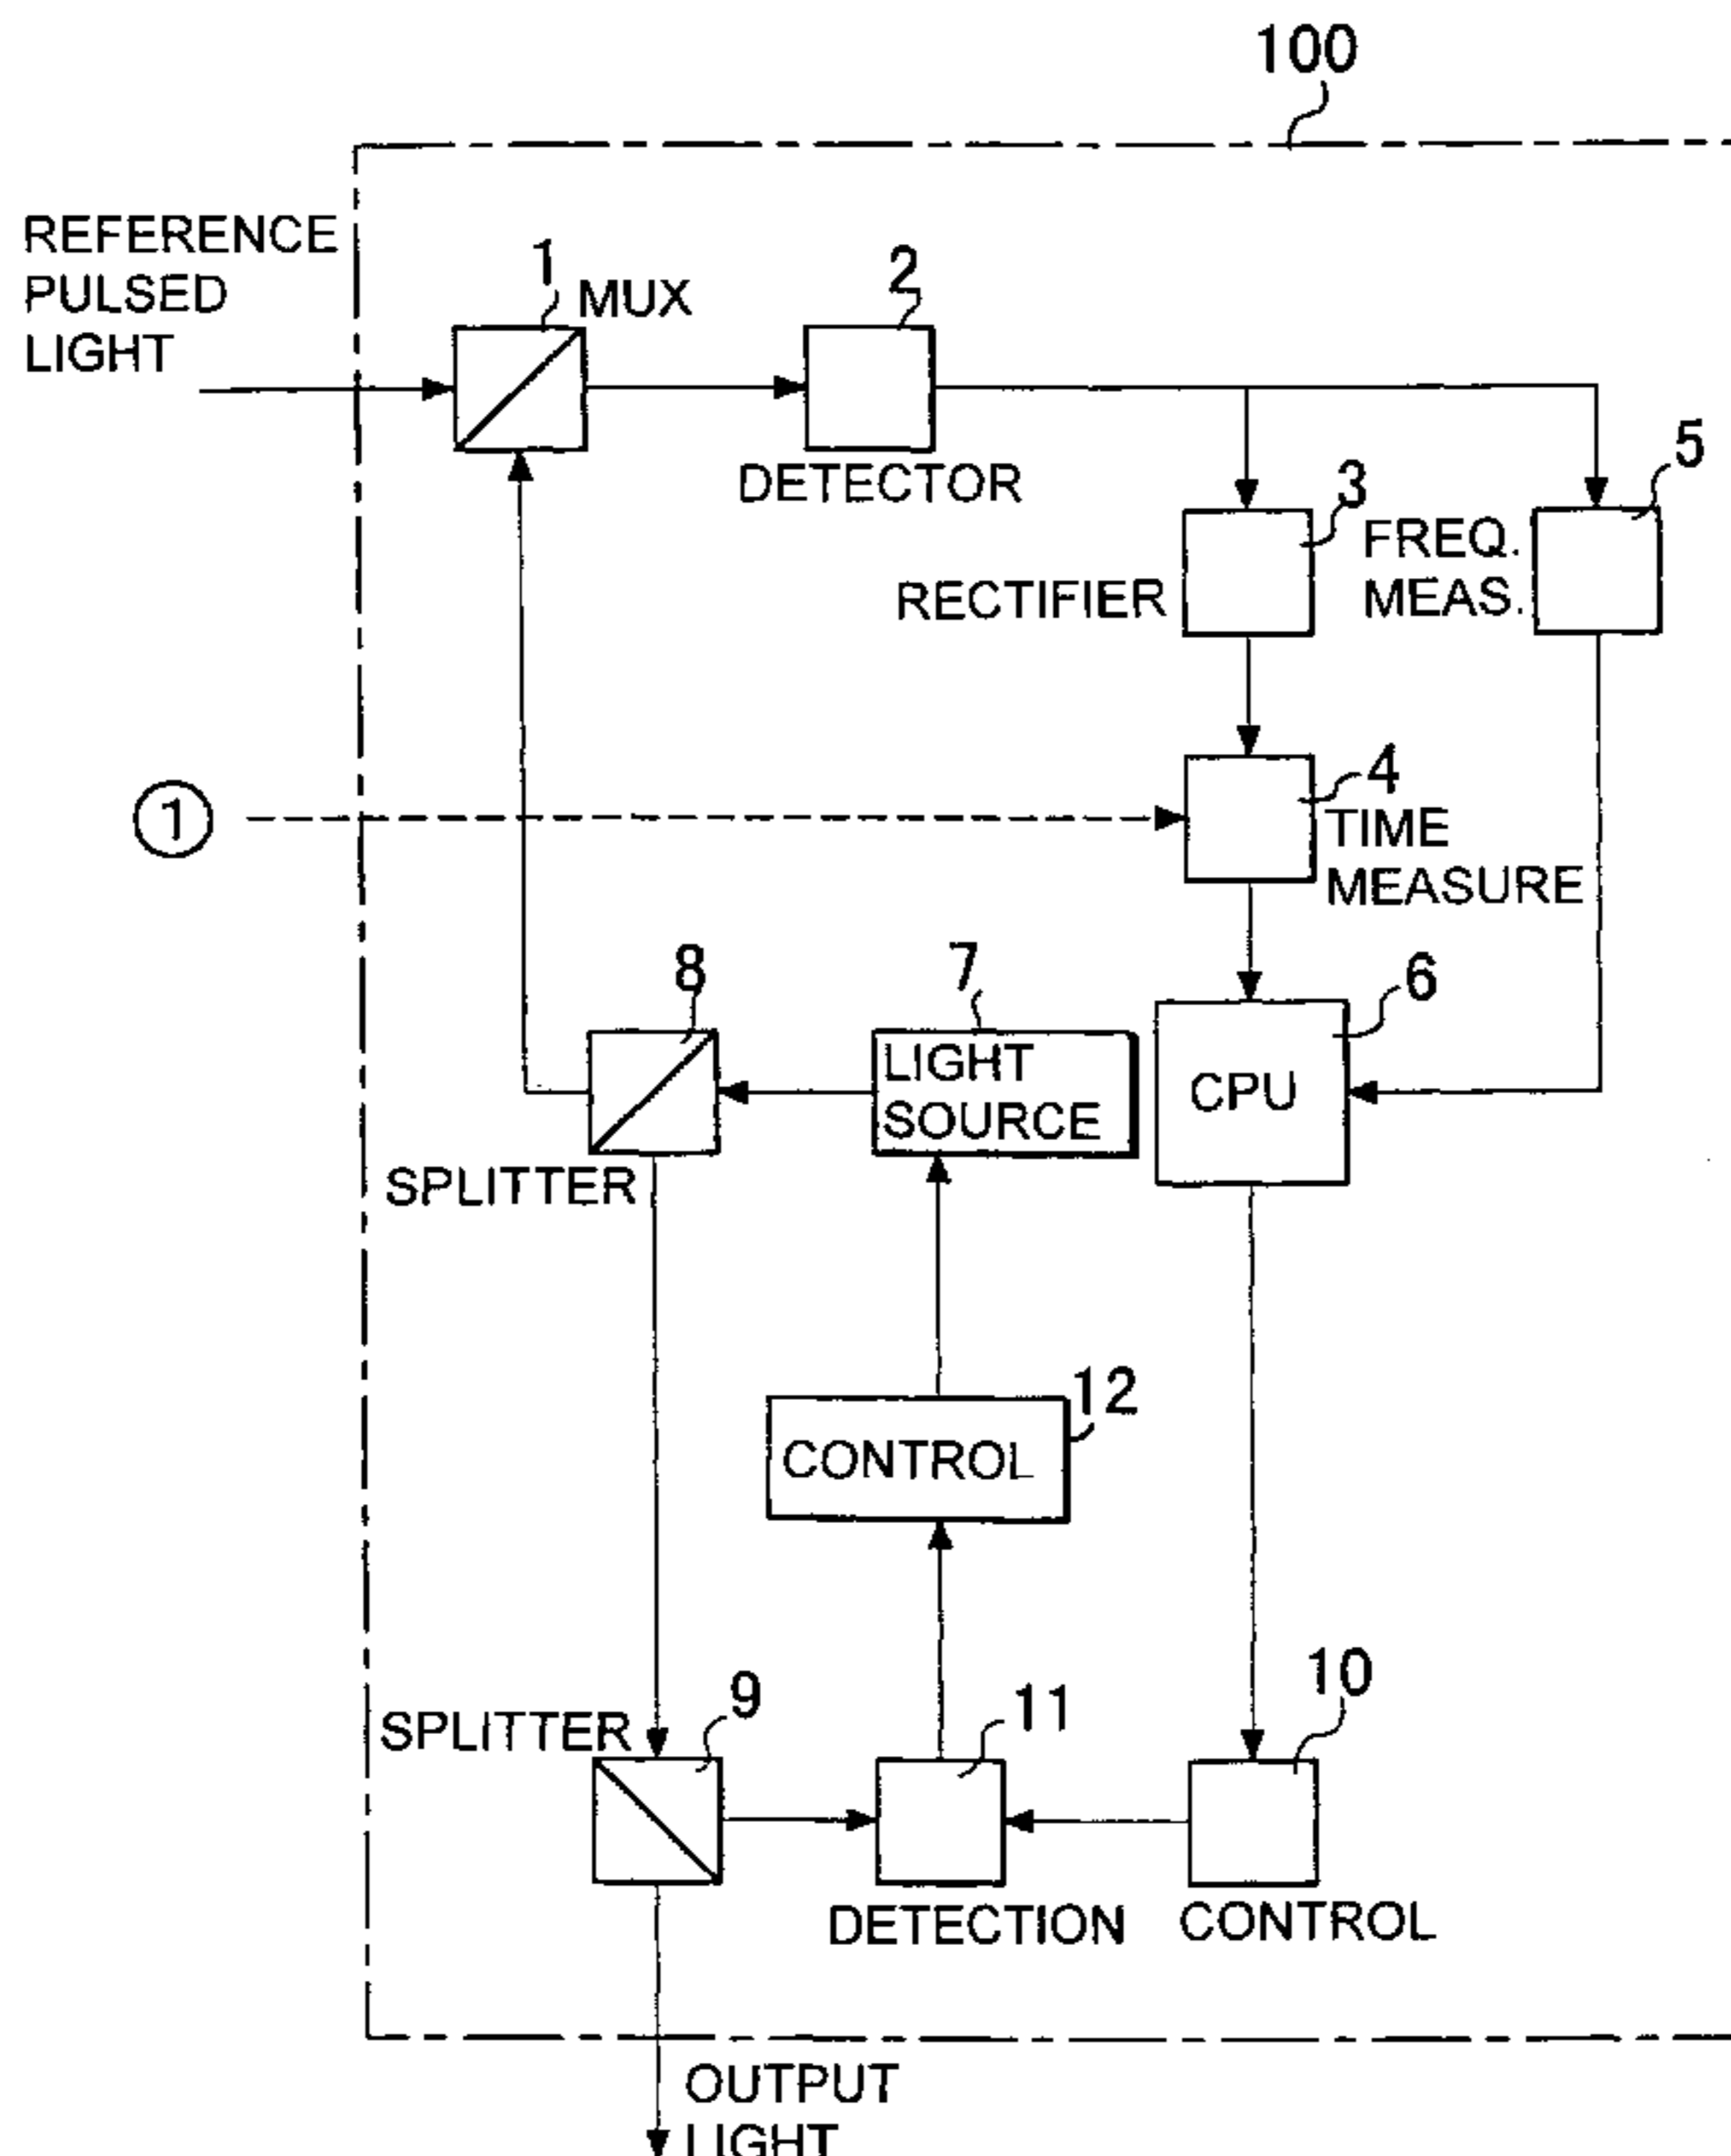 100
REFERENCE
PULSED
LIGHT
1
MUX
2
DETECTOR
3
RECTIFIER
FREQ.
MEAS.
5
1
4
TIME
MEASURE
8
SPLITTER
7
LIGHT
SOURCE
6
CPU
12
CONTROL
SPLITTER
9
11
DETECTION
10
CONTROL
OUTPUT
LIGHT